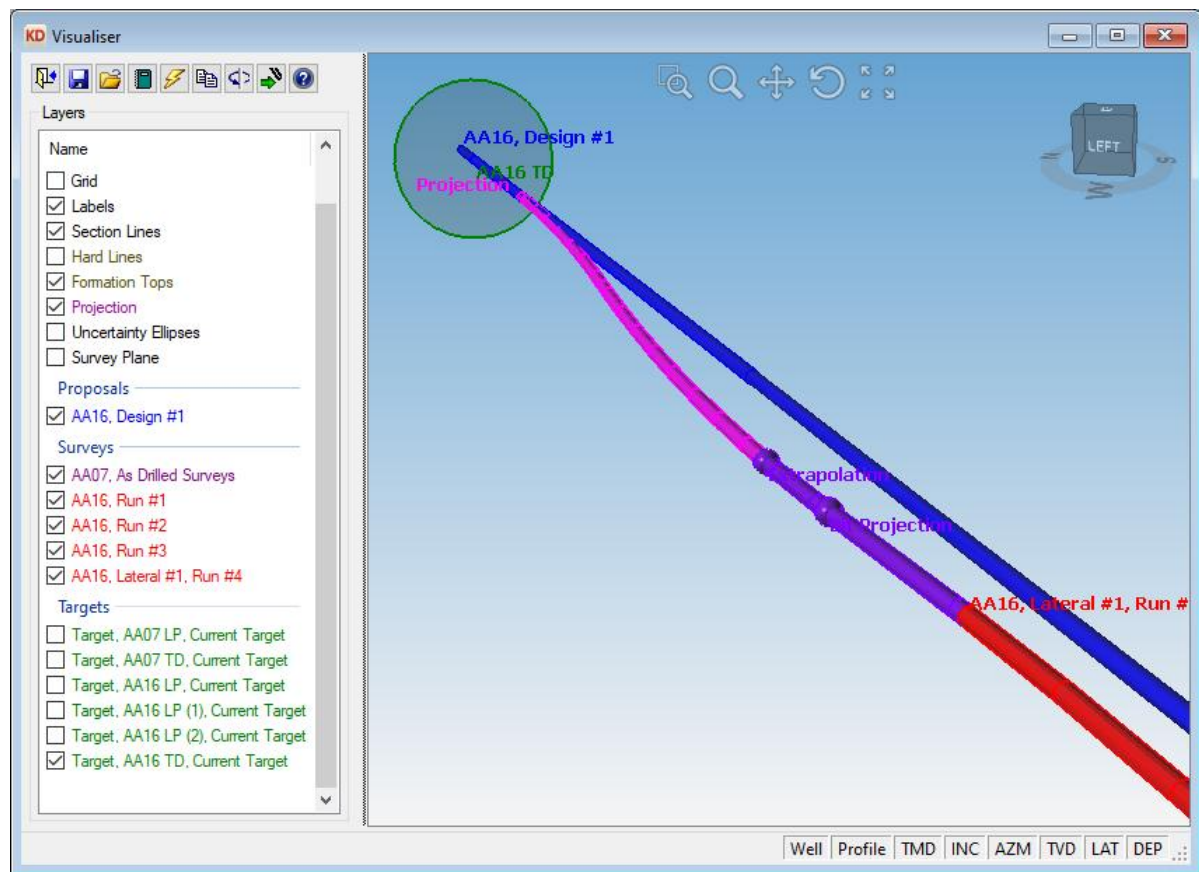 KD Visualiser
Layers
Name
Grid
Labels
Section Lines
Hard Lines
Formation Tops
Projection
Uncertainty Ellipses
Survey Plane
Proposals
AA16, Design #1
Surveys
AA07, As Drilled Surveys
AA16, Run #1
AA16, Run #2
AA16, Run #3
AA16, Lateral #1, Run #4
Targets
Target, AA07 LP, Current Target
Target, AA07 TD, Current Target
Target, AA16 LP, Current Target
Target, AA16 LP (1), Current Target
Target, AA16 LP (2), Current Target
Target, AA16 TD, Current Target
AA16, Design #1
AA16 TD
Projection
Projection
AA16, Lateral #1, Run #
LEFT
S
W
Well Profile TMD INC AZM TVD LAT DEP